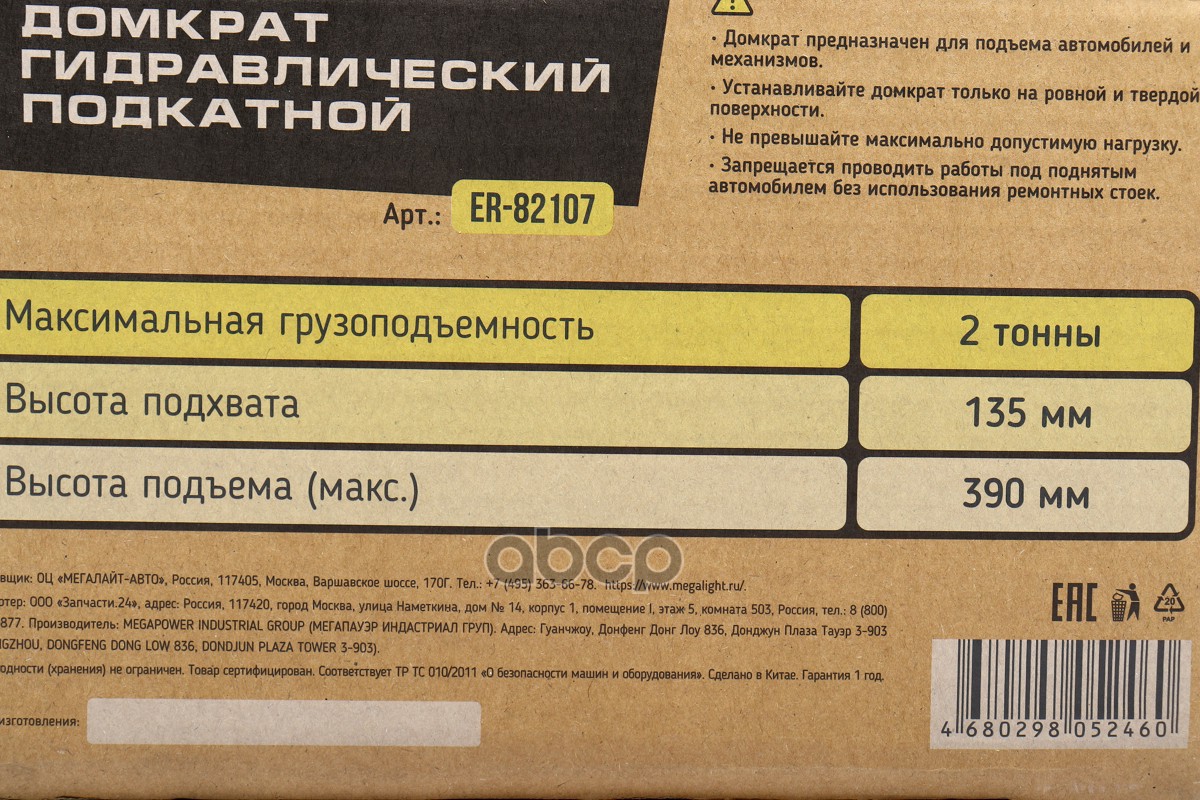 ДОМКРАТ
ГИДРАВЛИЧЕСКИЙ
ПОДКАТНОЙ
Арт.: ER-82107
· Домкрат предназначен для подъема автомобилей и
механизмов.
· Устанавливайте домкрат только на ровной и твердой
поверхности.
· Не превышайте максимально допустимую нагрузку.
· Запрещается проводить работы под поднятым
автомобилем без использования ремонтных стоек.
Максимальная грузоподъемность 2 тонны
Высота подхвата 135 мм
Высота подъема (макс.) 390 мм
abcp
вщик: ОЦ «МЕГАЛАЙТ-АВТО», Россия, 117405, Москва, Варшавское шоссе, 170Г. Тел.: +7 (495) 363-66-78. https://www.megalight.ru/.
ртер: ООО «Запчасти.24», адрес: Россия, 117420, город Москва, улица Наметкина, дом № 14, корпус 1, помещение I, этаж 5, комната 503, Россия, тел.: 8 (800)
877. Производитель: MEGAPOWER INDUSTRIAL GROUP (МЕГАПАУЭР ИНДАСТРИАЛ ГРУП). Адрес: Гуанчжоу, Донфенг Донг Лоу 836, Донджун Плаза Тауэр 3-903
GZHOU, DONGFENG DONG LOW 836, DONDJUN PLAZA TOWER 3-903).
одности (хранения) не ограничен. Товар сертифицирован. Соответствует ТР ТС 010/2011 «О безопасности машин и оборудования». Сделано в Китае. Гарантия 1 год.
изготовления:
EAC
20
PAP
4 680298 052460